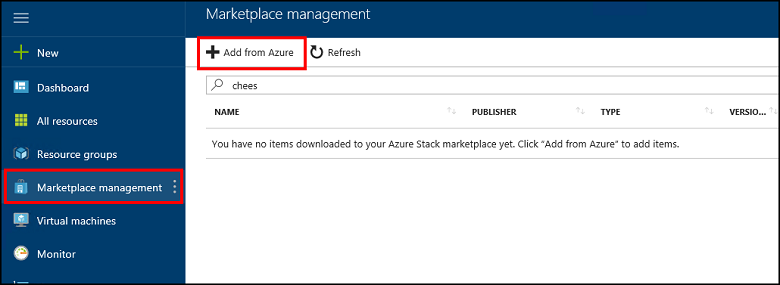 Marketplace management
New
Add from Azure
Refresh
Dashboard
chees
All resources
NAME PUBLISHER TYPE VERSIO...
Resource groups
You have no items downloaded to your Azure Stack marketplace yet. Click "Add from Azure" to add items.
Marketplace management
Virtual machines
Monitor